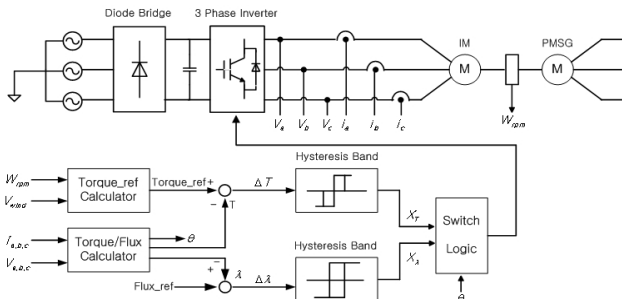 Diode Bridge
3 Phase Inverter
IM
PMSG
M
M
V_a
V_b
V_c
i_a
i_b
i_c
W_rpm
Hysteresis Band
W_rpm
V_wind
Torque_ref
Calculator
Torque_ref
+
−
T
ΔT
X_T
Switch
Logic
i_a,b,c
V_a,b,c
Torque/Flux
Calculator
θ
Hysteresis Band
X_λ
−
+
λ
Δλ
Flux_ref
θ